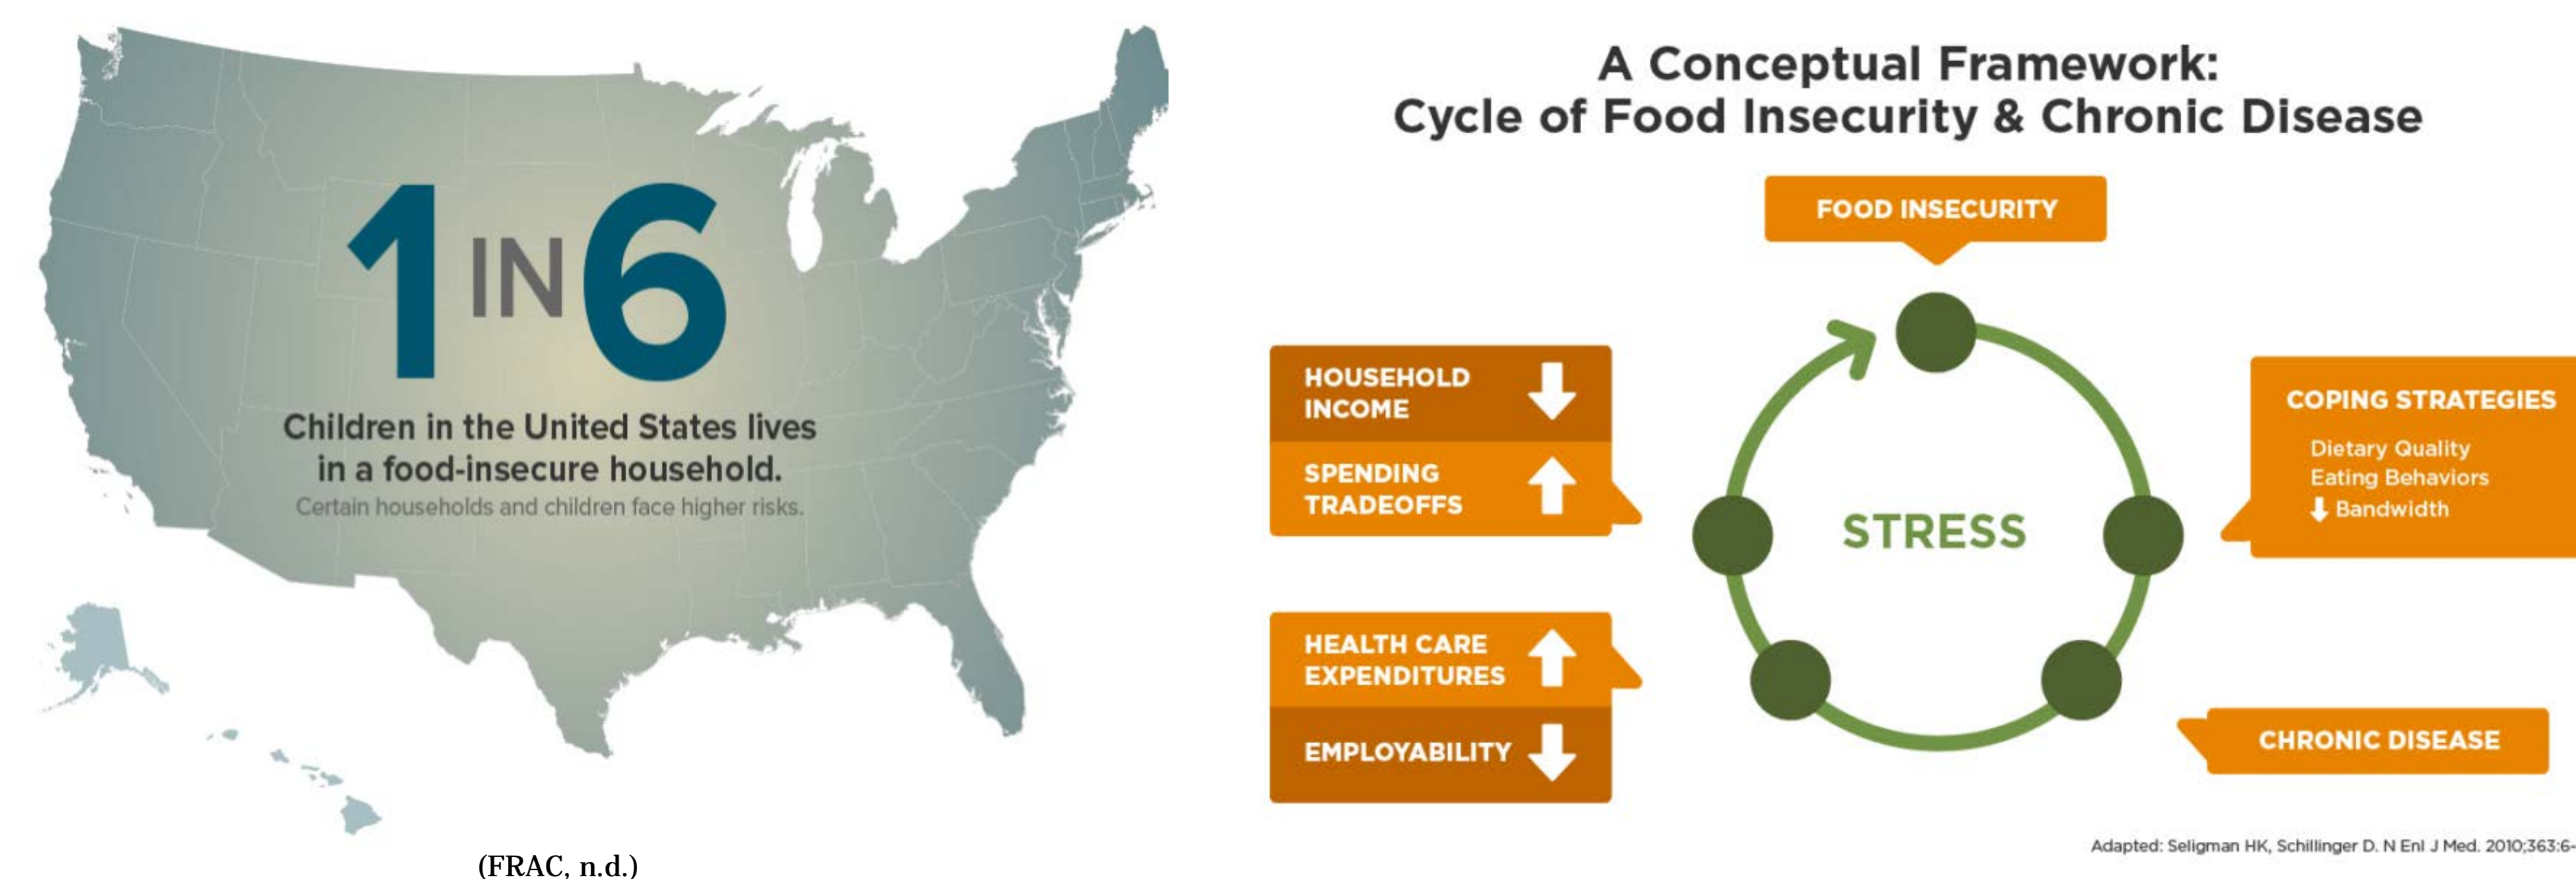 1 IN 6
Children in the United States lives
in a food-insecure household.
Certain households and children face higher risks.
(FRAC, n.d.)
A Conceptual Framework:
Cycle of Food Insecurity & Chronic Disease
FOOD INSECURITY
HOUSEHOLD
INCOME
SPENDING
TRADEOFFS
HEALTH CARE
EXPENDITURES
EMPLOYABILITY
STRESS
COPING STRATEGIES
Dietary Quality
Eating Behaviors
Bandwidth
CHRONIC DISEASE
Adapted: Seligman HK, Schillinger D. N Enl J Med. 2010;363:6-